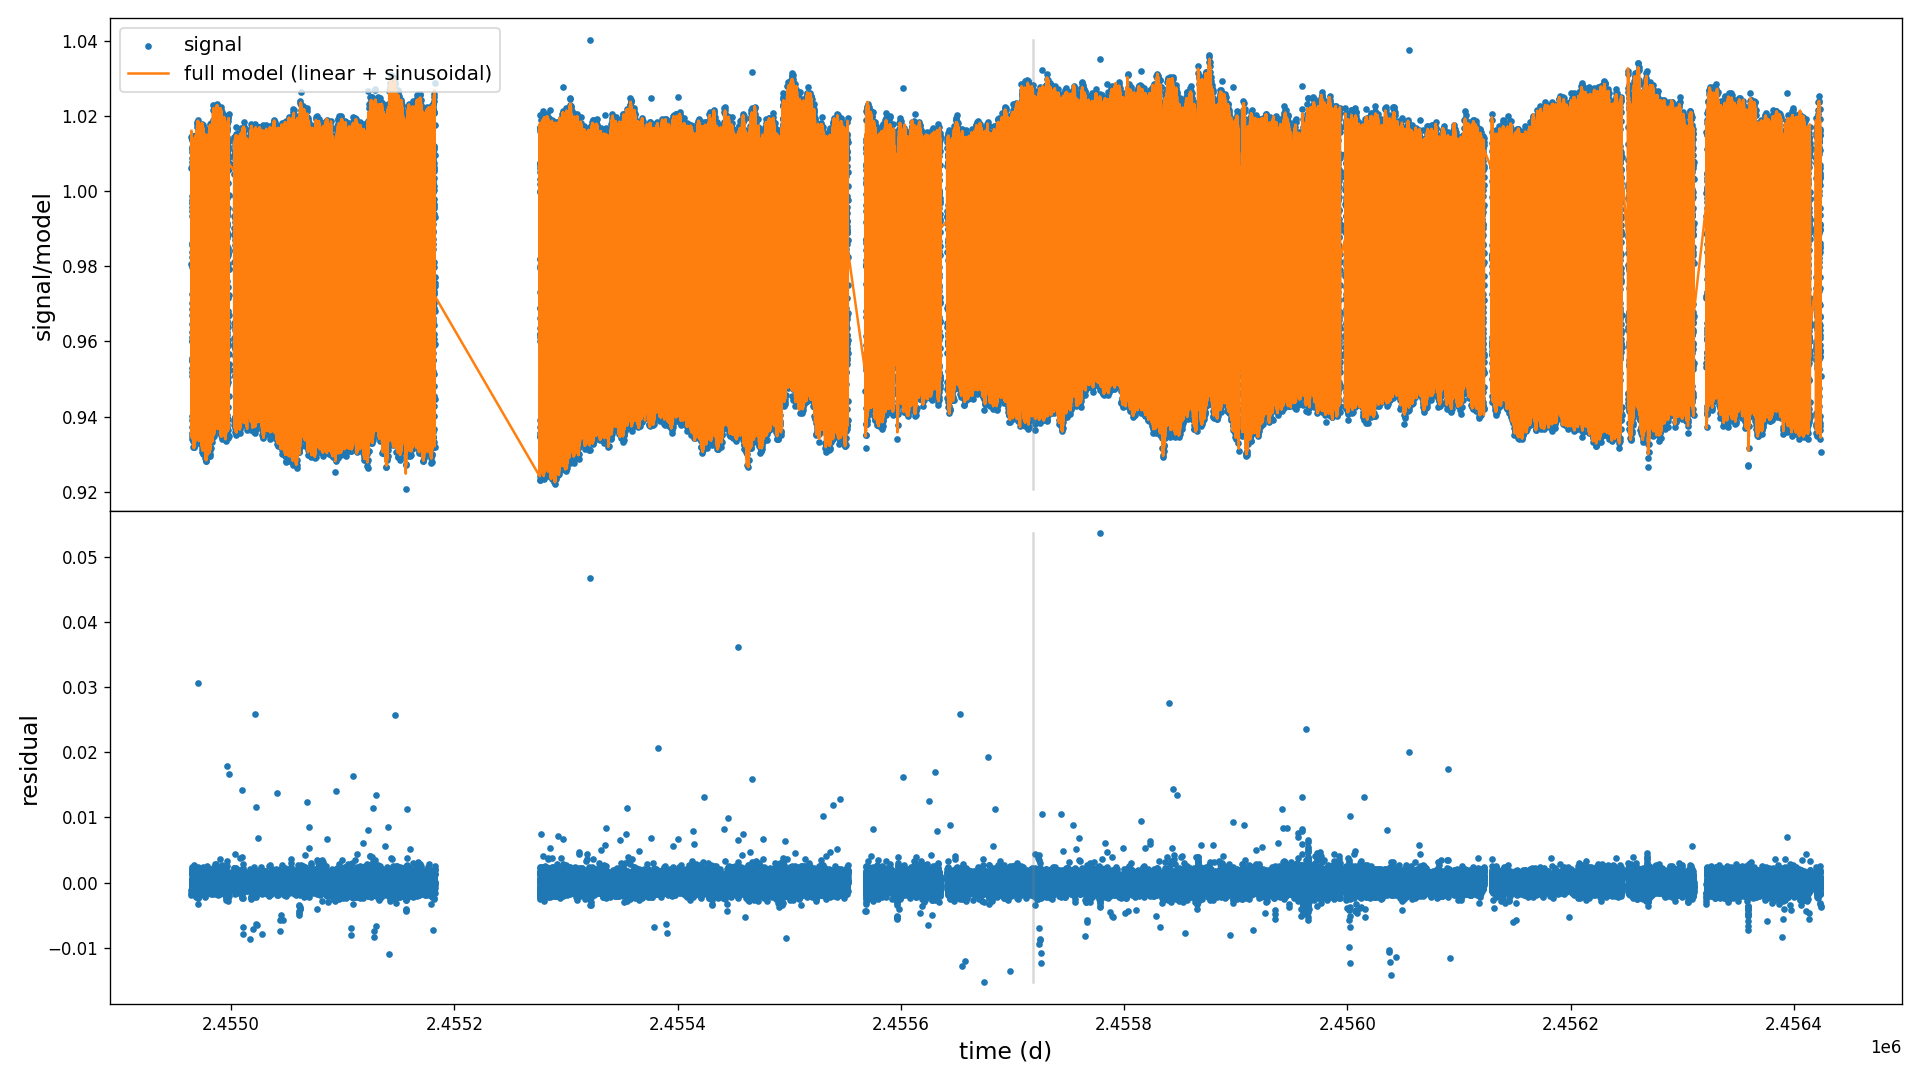 1.04
1.02
1.00
0.98
0.96
0.94
0.92
signal/model
signal
full model (linear + sinusoidal)
0.05
0.04
0.03
0.02
0.01
0.00
−0.01
residual
2.4550 2.4552 2.4554 2.4556 2.4558 2.4560 2.4562 2.4564
1e6
time (d)